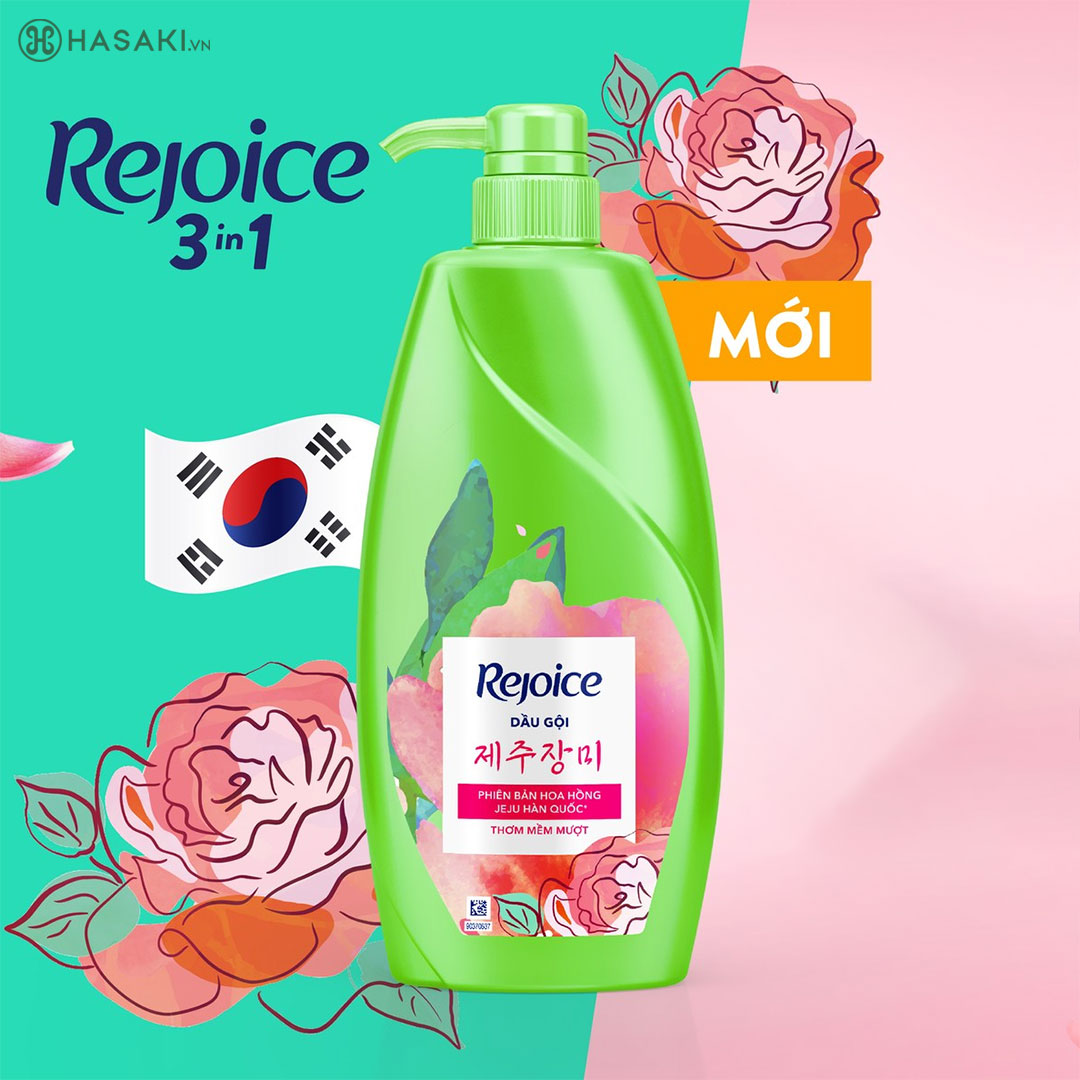 HASAKI.VN
Rejoice
3 in 1
MỚI
Rejoice
DẦU GỘI
제주장미
PHIÊN BẢN HOA HỒNG
JEJU HÀN QUỐC*
THƠM MỀM MƯỢT
90370637